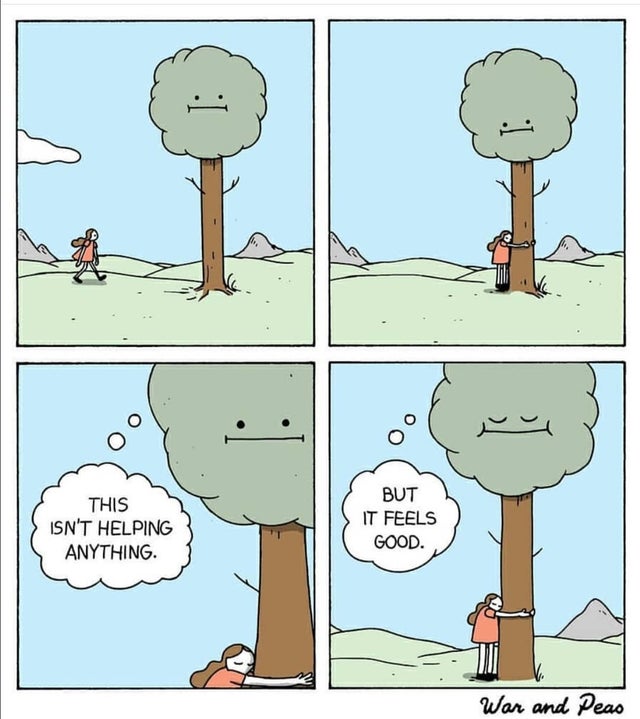 THIS
ISN'T HELPING
ANYTHING.
BUT
IT FEELS
GOOD.
War and Peas